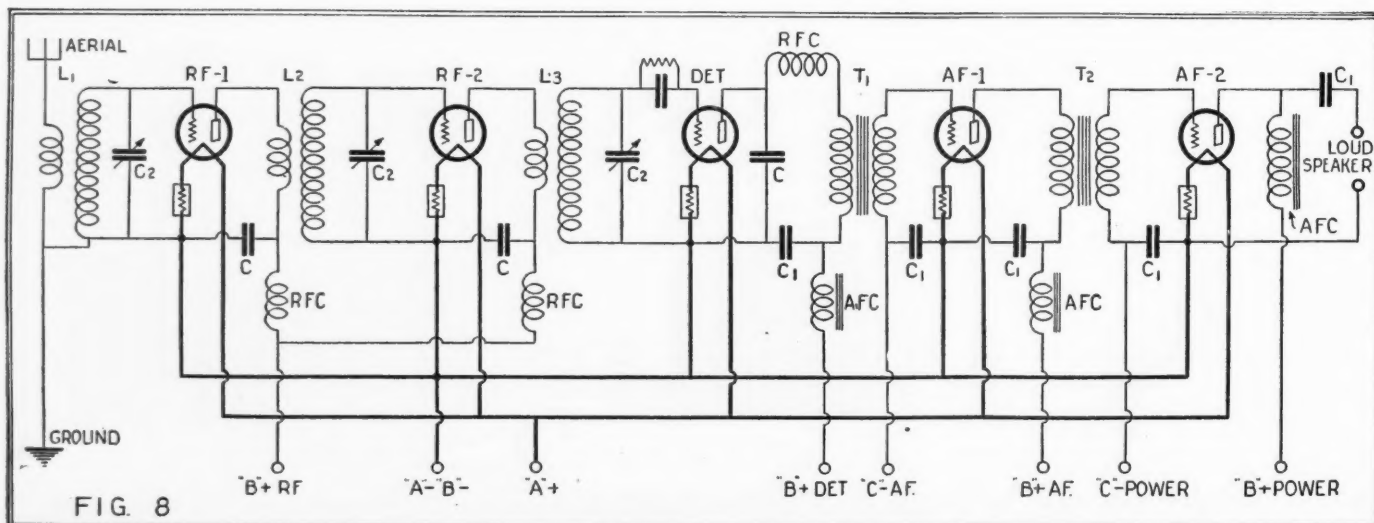 AERIAL
L1
RF-1
L2
RF-2
L3
DET
RFC
T1
AF-1
T2
AF-2
C1
C2
C2
C2
C
LOUD
SPEAKER
AFC
C
C
C1
C1
C1
C1
RFC
RFC
AFC
AFC
GROUND
"B"+ RF
"A-"B"-
"A"+
"B"+ DET
"C"-AF.
"B"+ AF.
"C"-POWER
"B"+POWER
FIG. 8